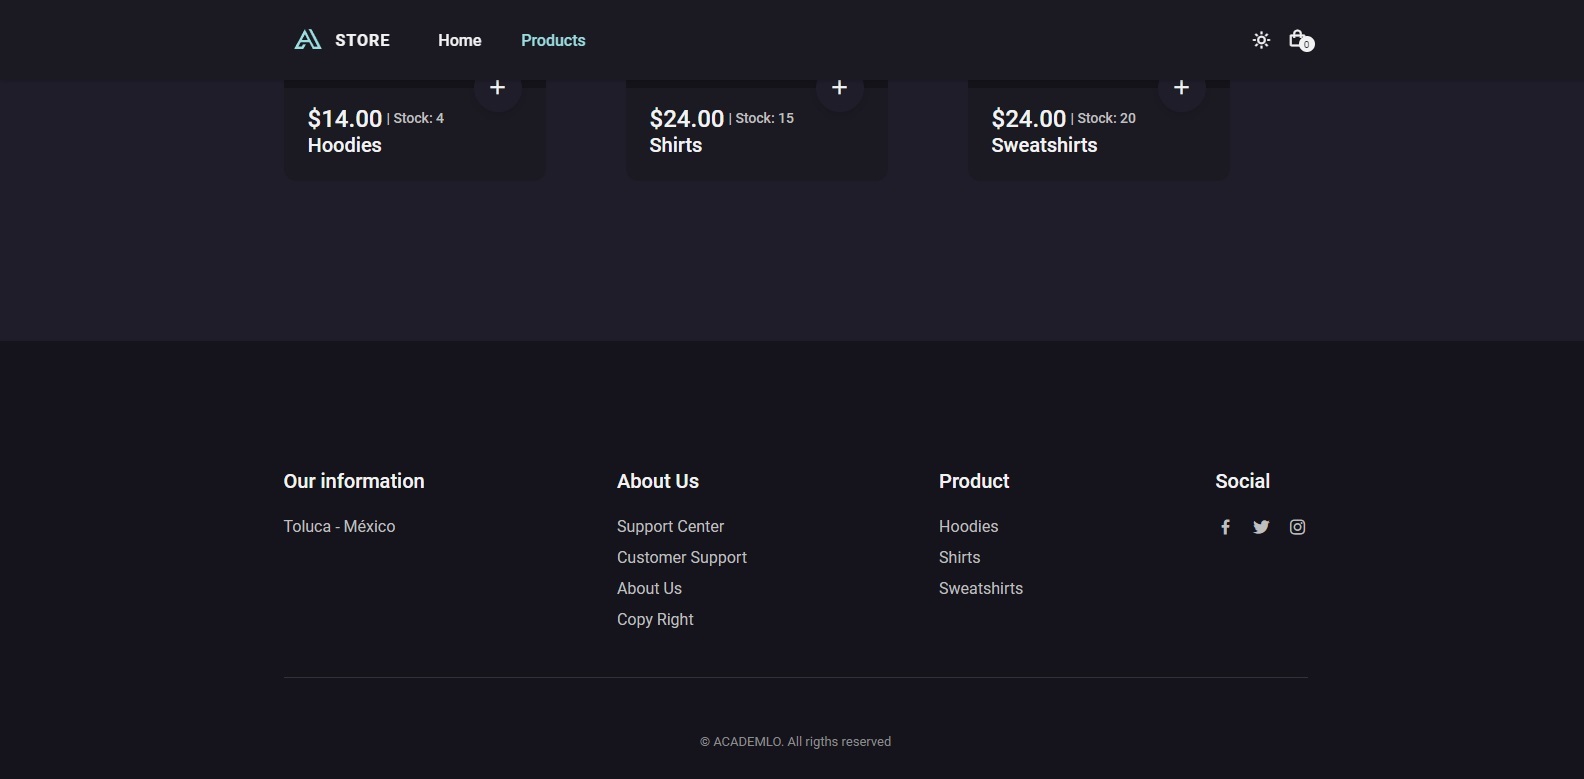 STORE Home Products 0
+ + +
$14.00 | Stock: 4 $24.00 | Stock: 15 $24.00 | Stock: 20
Hoodies Shirts Sweatshirts
Our information About Us Product Social
Toluca - México Support Center Hoodies
Customer Support Shirts
About Us Sweatshirts
Copy Right
© ACADEMLO. All rigths reserved